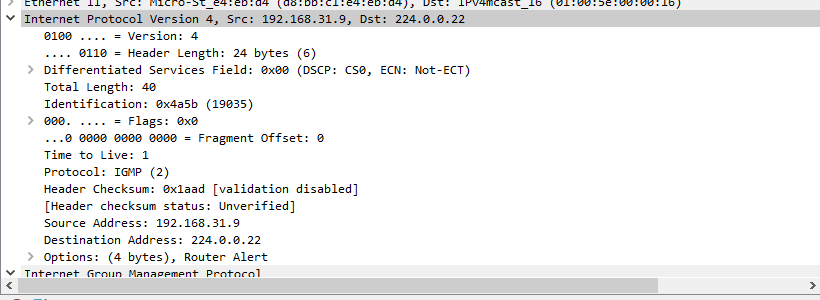 Ethernet II, Src: Micro-St_e4:eb:d4 (d8:bb:c1:e4:eb:d4), Dst: IPv4mcast_16 (01:00:5e:00:00:16)
Internet Protocol Version 4, Src: 192.168.31.9, Dst: 224.0.0.22
0100 .... = Version: 4
.... 0110 = Header Length: 24 bytes (6)
Differentiated Services Field: 0x00 (DSCP: CS0, ECN: Not-ECT)
Total Length: 40
Identification: 0x4a5b (19035)
000. .... = Flags: 0x0
...0 0000 0000 0000 = Fragment Offset: 0
Time to Live: 1
Protocol: IGMP (2)
Header Checksum: 0x1aad [validation disabled]
[Header checksum status: Unverified]
Source Address: 192.168.31.9
Destination Address: 224.0.0.22
Options: (4 bytes), Router Alert
Internet Group Management Protocol